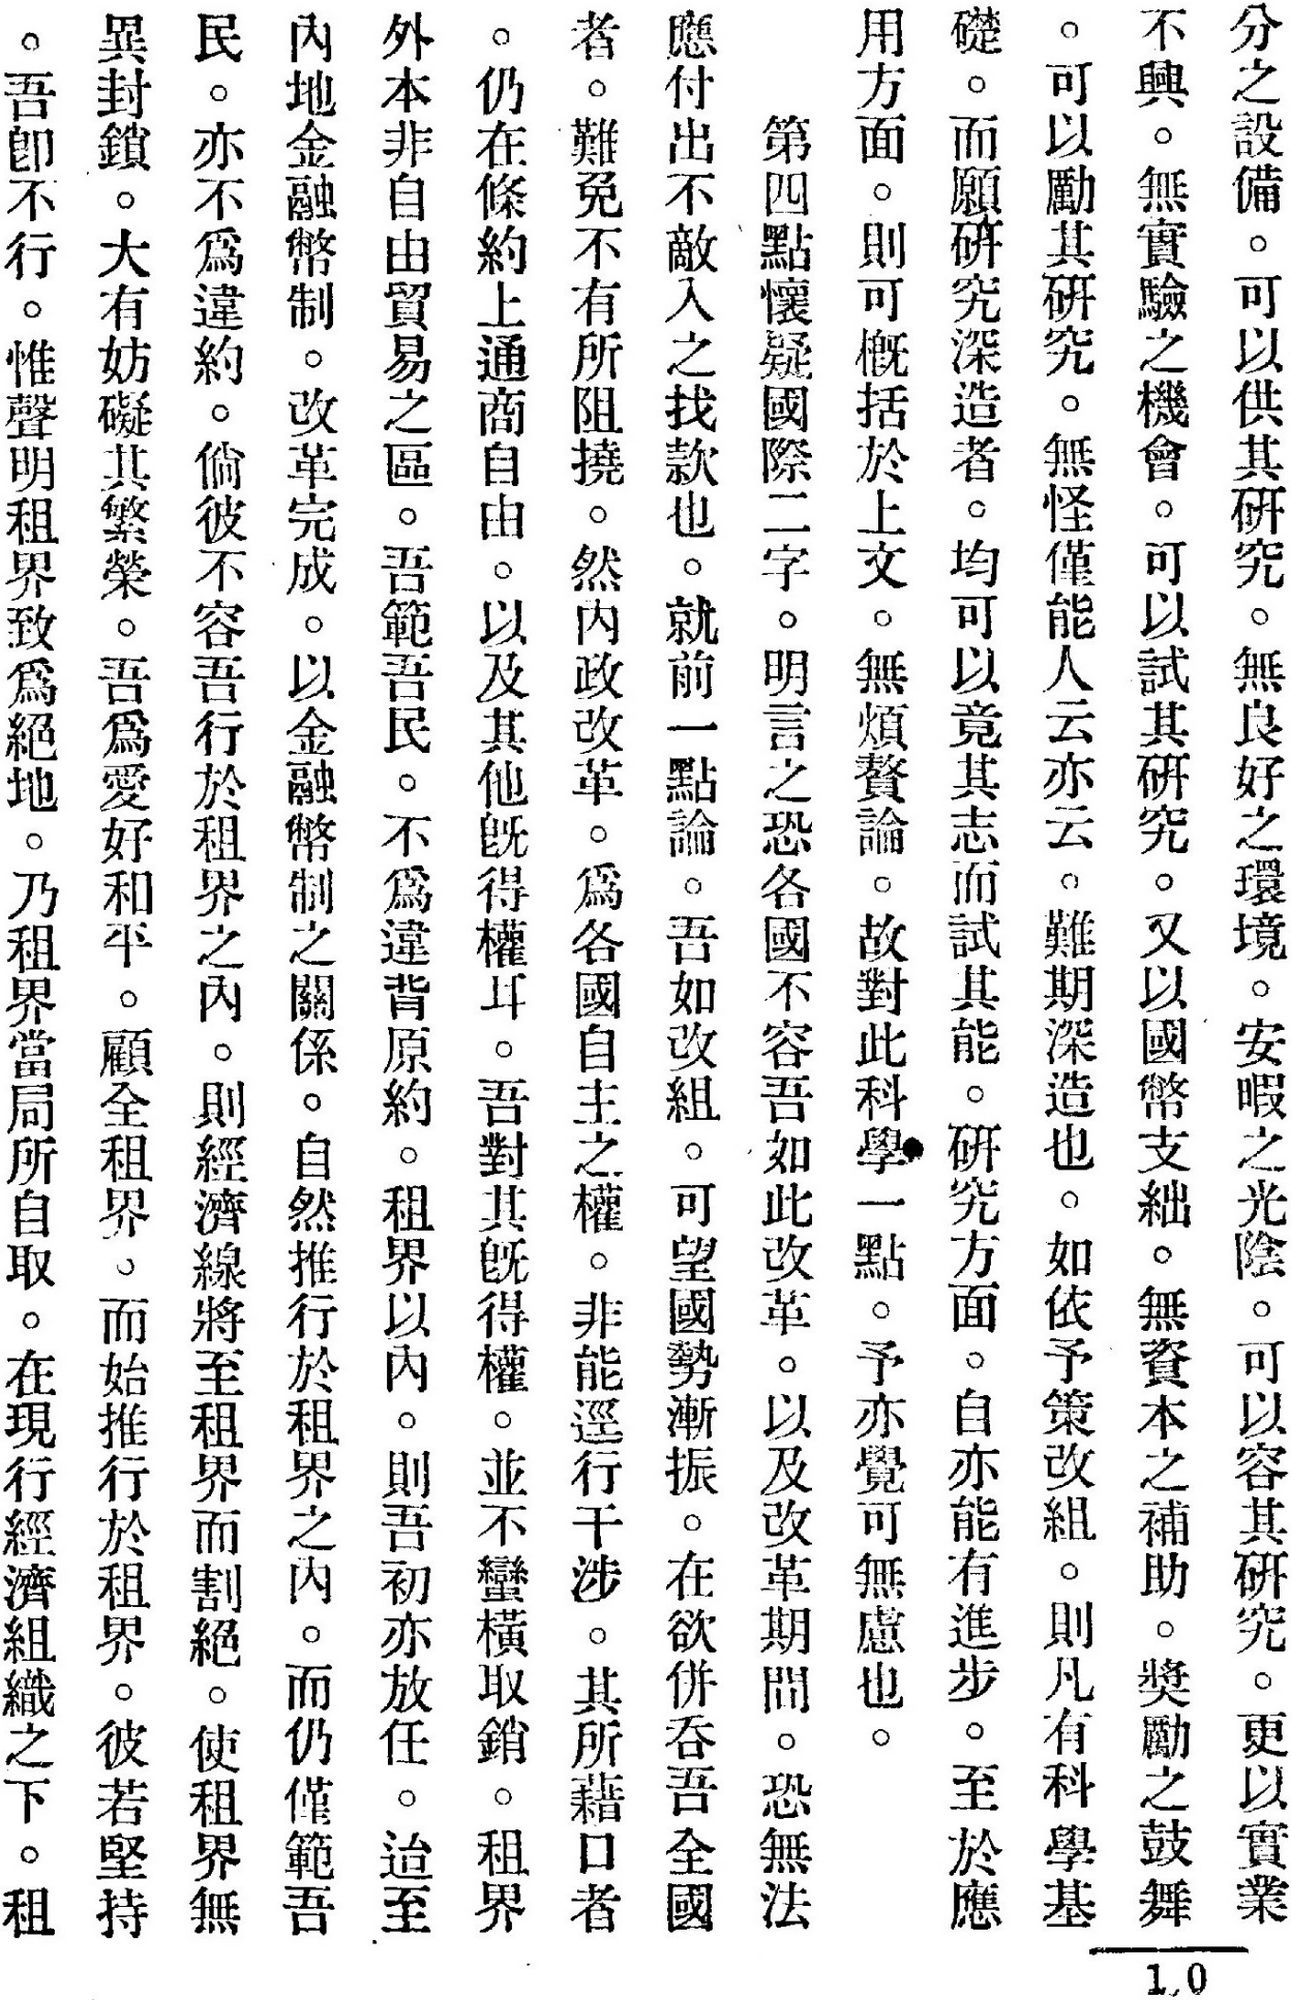 分之設備。可以供其研究。無良好之環境。安暇之光陰。可以容其研究。更以實業
不興。無實驗之機會。可以試其研究。又以國幣支絀。無資本之補助。獎勵之鼓舞
。可以勵其研究。無怪僅能人云亦云。難期深造也。如依予策改組。則凡有科學基
礎。而願研究深造者。均可以竟其志而試其能。研究方面。自亦能有進步。至於應
用方面。則可概括於上文。無煩贅論。故對此科學一點。予亦覺可無慮也。
第四點懷疑國際二字。明言之恐各國不容吾如此改革。以及改革期間。恐無法
應付出不敵入之找款也。就前一點論。吾如改組。可望國勢漸振。在欲併吞吾全國
者。難免不有所阻撓。然內政改革。爲各國自主之權。非能逕行干涉。其所藉口者
。仍在條約上通商自由。以及其他既得權耳。吾對其既得權。並不蠻橫取銷。租界
外本非自由貿易之區。吾範吾民。不爲違背原約。租界以內。則吾初亦放任。迨至
內地金融幣制。改革完成。以金融幣制之關係。自然推行於租界之內。而仍僅範吾
民。亦不爲違約。倘彼不容吾行於租界之內。則經濟線將至租界而割絕。使租界無
異封鎖。大有妨礙其繁榮。吾爲愛好和平。顧全租界、而始推行於租界。彼若堅持
。吾卽不行。惟聲明租界致爲絕地。乃租界當局所自取。在現行經濟組織之下。租
10